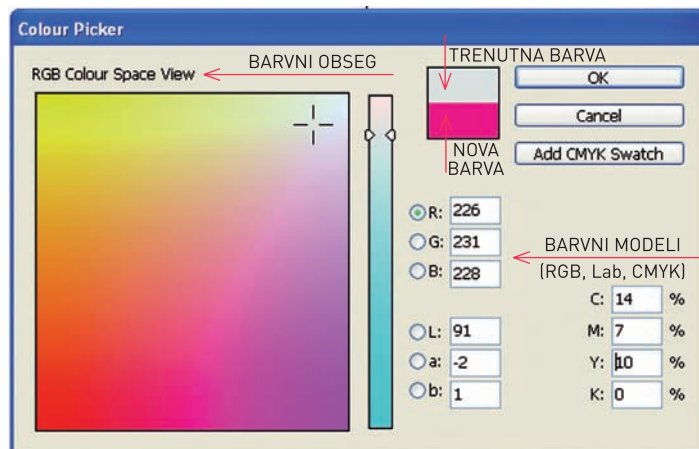 Colour Picker
RGB Colour Space View
BARVNI OBSEG
TRENUTNA BARVA
NOVA
BARVA
OK
Cancel
Add CMYK Swatch
R: 226
G: 231
B: 228
BARVNI MODELI
(RGB, Lab, CMYK)
L: 91
a: -2
b: 1
C: 14 %
M: 7 %
Y: 10 %
K: 0 %